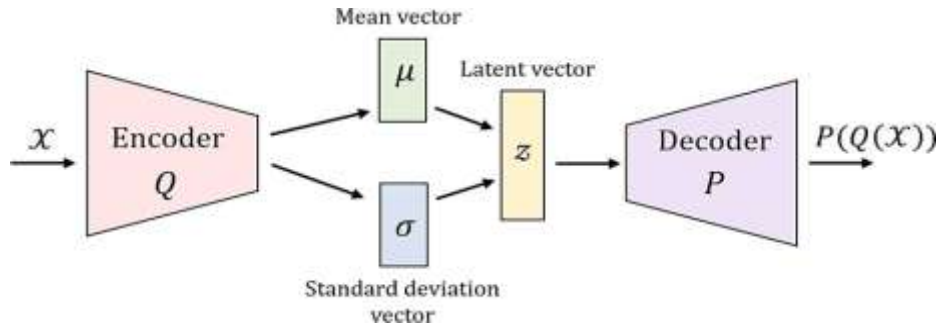 Mean vector
μ
Latent vector
𝒳
Encoder
Q
z
Decoder
P
P(Q(𝒳))
σ
Standard deviation
vector